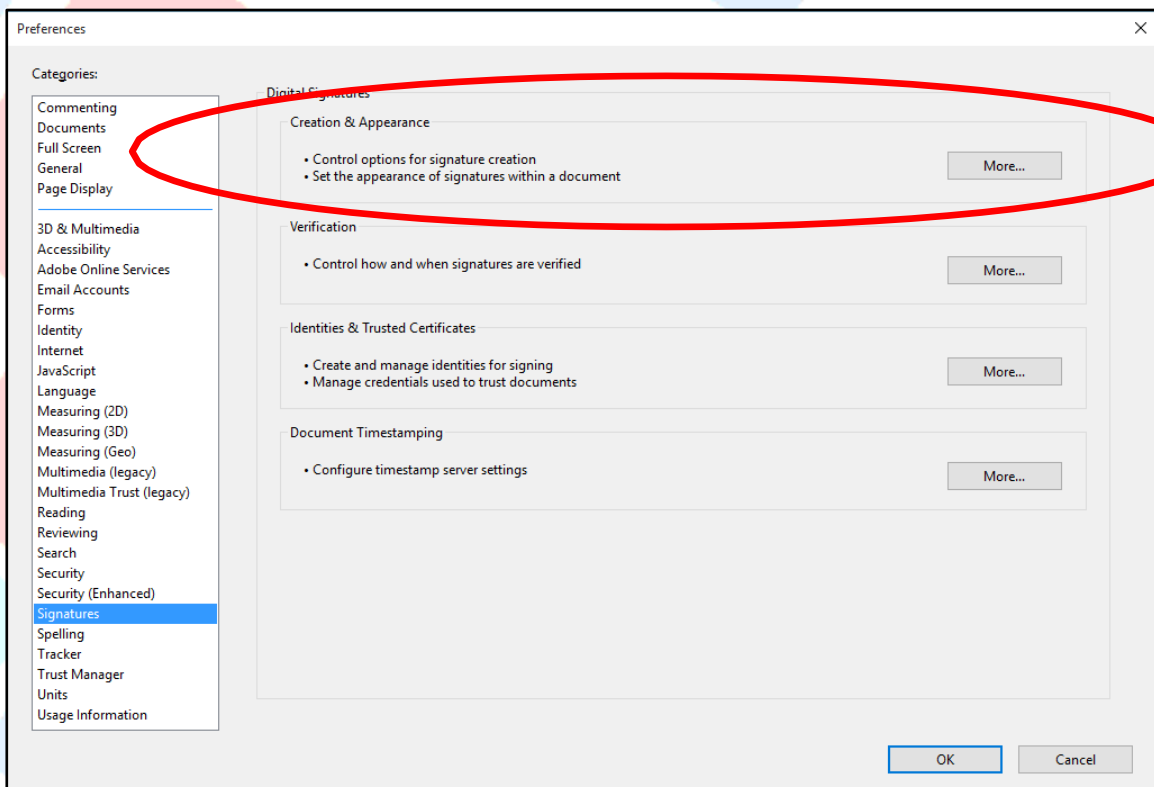 Preferences
Categories:
Commenting
Documents
Full Screen
General
Page Display
3D & Multimedia
Accessibility
Adobe Online Services
Email Accounts
Forms
Identity
Internet
JavaScript
Language
Measuring (2D)
Measuring (3D)
Measuring (Geo)
Multimedia (legacy)
Multimedia Trust (legacy)
Reading
Reviewing
Search
Security
Security (Enhanced)
Signatures
Spelling
Tracker
Trust Manager
Units
Usage Information
Digital Signatures
Creation & Appearance
• Control options for signature creation
• Set the appearance of signatures within a document
More...
Verification
• Control how and when signatures are verified
More...
Identities & Trusted Certificates
• Create and manage identities for signing
• Manage credentials used to trust documents
More...
Document Timestamping
• Configure timestamp server settings
More...
OK
Cancel